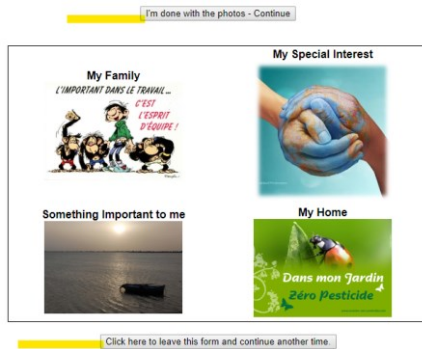 I'm done with the photos - Continue
My Family
L'IMPORTANT DANS LE TRAVAIL...
C'EST
L'ESPRIT
D'ÉQUIPE !
My Special Interest
Something Important to me
My Home
Dans mon Jardin
Zéro Pesticide
Click here to leave this form and continue another time.